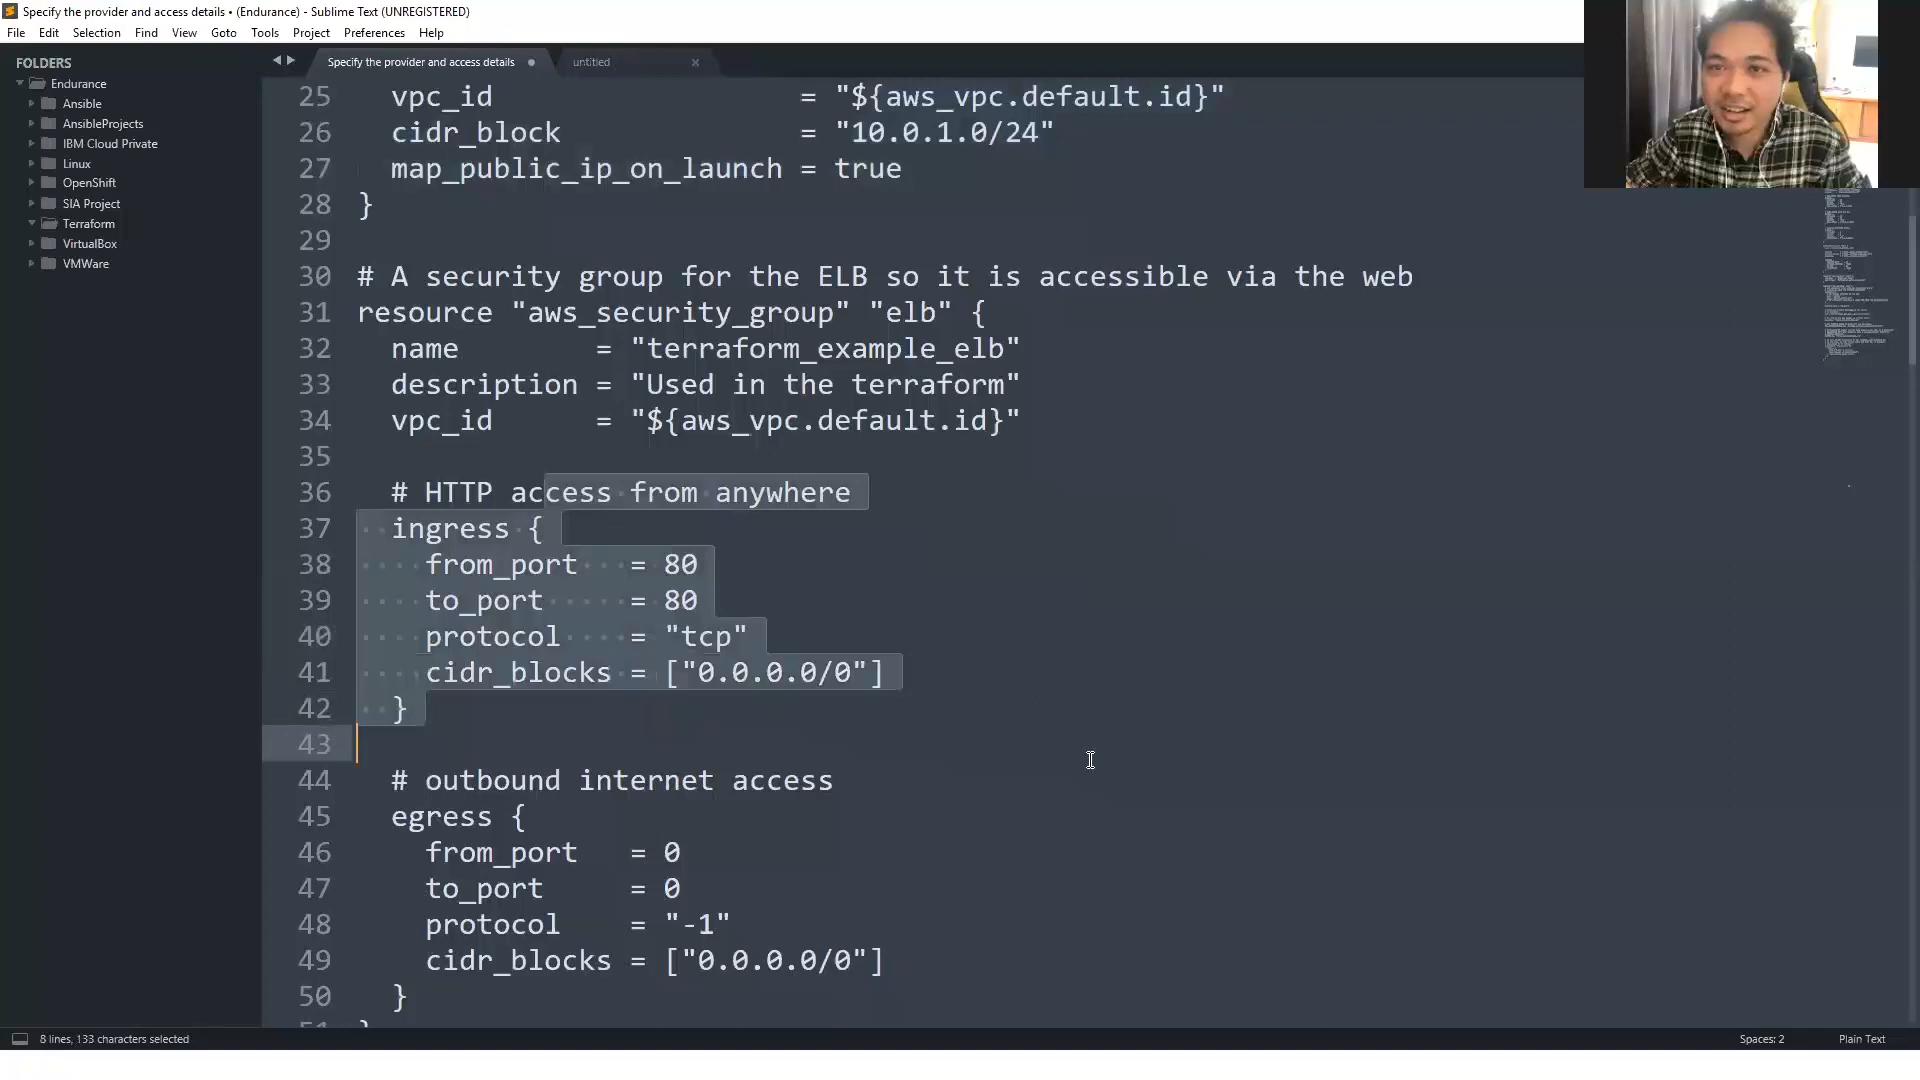 Specify the provider and access details • (Endurance) - Sublime Text (UNREGISTERED)
File Edit Selection Find View Goto Tools Project Preferences Help
FOLDERS
Endurance
Ansible
AnsibleProjects
IBM Cloud Private
Linux
OpenShift
SIA Project
Terraform
VirtualBox
VMWare
Specify the provider and access details
untitled
25 vpc_id = "${aws_vpc.default.id}"
26 cidr_block = "10.0.1.0/24"
27 map_public_ip_on_launch = true
28 }
29
30 # A security group for the ELB so it is accessible via the web
31 resource "aws_security_group" "elb" {
32 name = "terraform_example_elb"
33 description = "Used in the terraform"
34 vpc_id = "${aws_vpc.default.id}"
35
36 # HTTP access from anywhere
37 ingress {
38 from_port = 80
39 to_port = 80
40 protocol = "tcp"
41 cidr_blocks = ["0.0.0.0/0"]
42 }
43
44 # outbound internet access
45 egress {
46 from_port = 0
47 to_port = 0
48 protocol = "-1"
49 cidr_blocks = ["0.0.0.0/0"]
50 }
8 lines, 133 characters selected
Spaces: 2
Plain Text